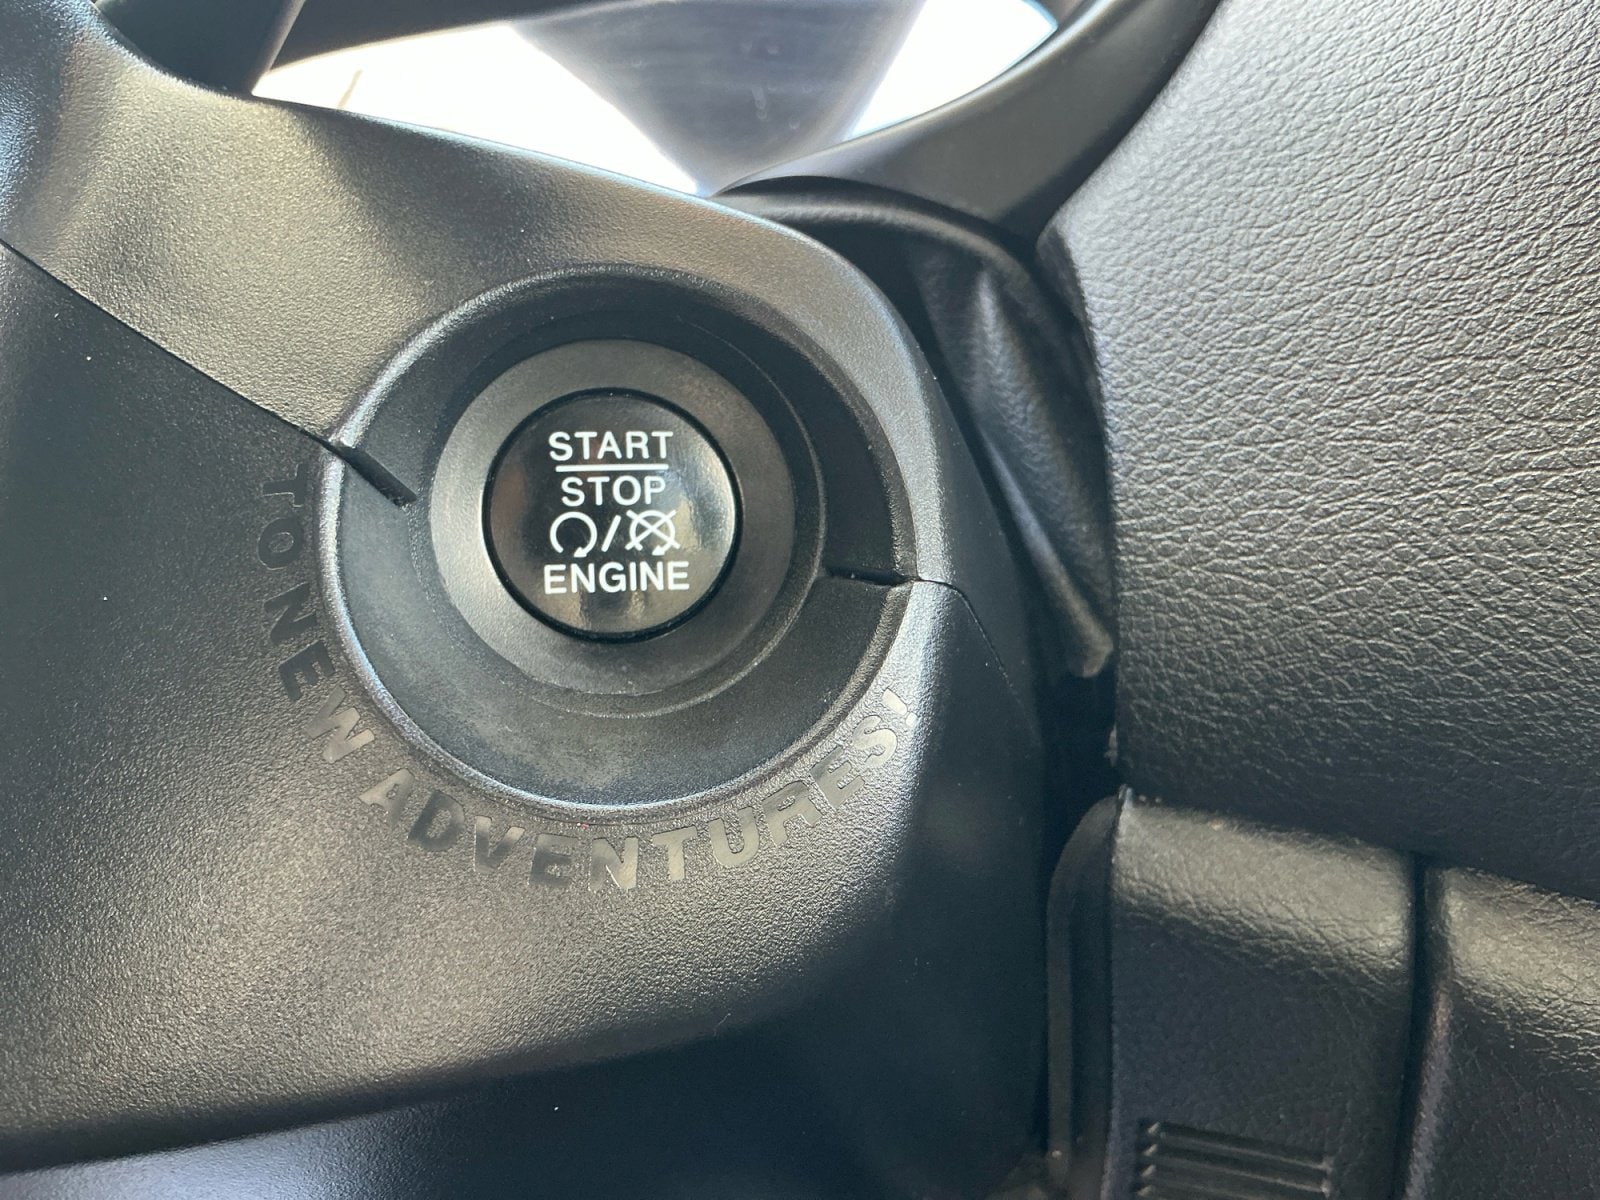 START
STOP
/
ENGINE
TO NEW ADVENTURES!